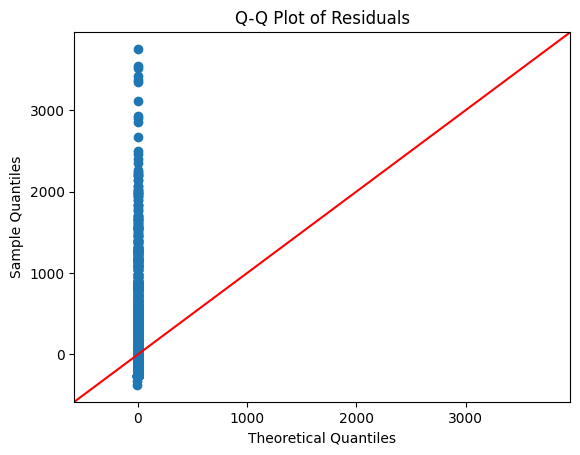 Q-Q Plot of Residuals
3000
2000
1000
0
Sample Quantiles
0 1000 2000 3000
Theoretical Quantiles